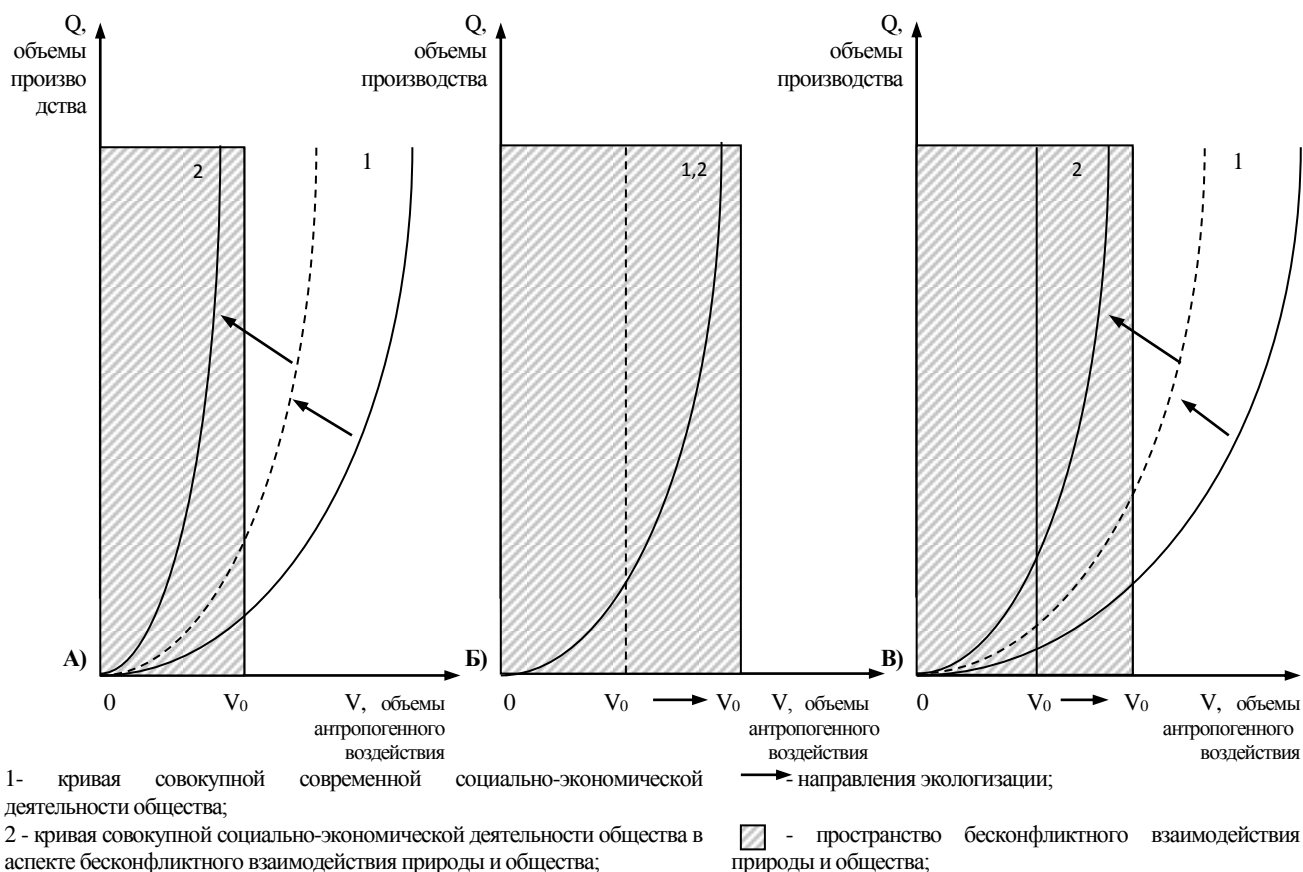 Q,
объемы
произво
дства
Q,
объемы
производства
Q,
объемы
производства
2
1
1,2
2
1
А)
Б)
В)
0
V₀
V, объемы
антропогенного
воздействия
0
V₀
V₀
V, объемы
антропогенного
воздействия
0
V₀
V₀
V, объемы
антропогенного
воздействия
1- кривая совокупной современной социально-экономической
деятельности общества;
- направления экологизации;
2 - кривая совокупной социально-экономической деятельности общества в
аспекте бесконфликтного взаимодействия природы и общества;
- пространство бесконфликтного взаимодействия
природы и общества;